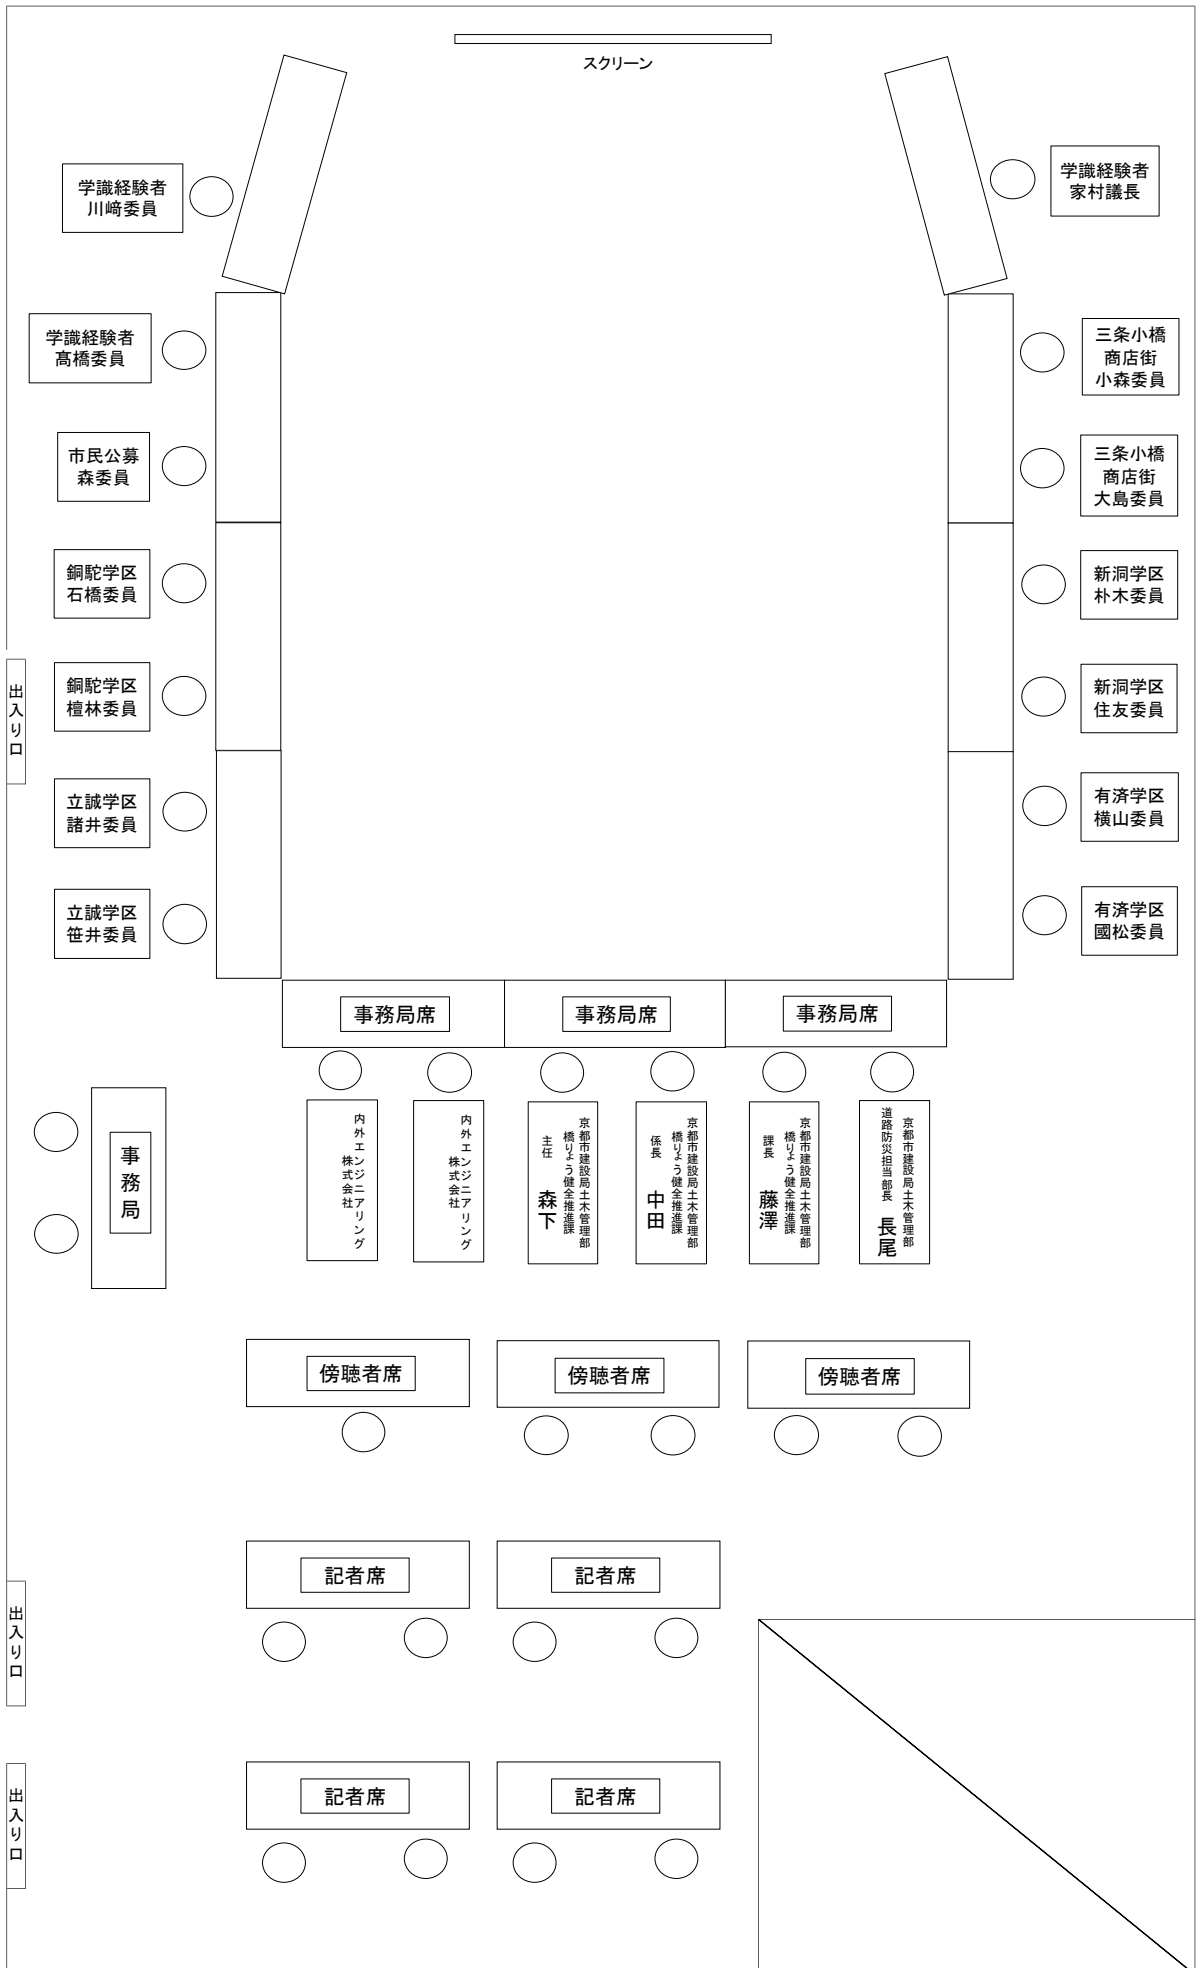 スクリーン
学識経験者
川﨑委員
学識経験者
家村議長
学識経験者
髙橋委員
三条小橋
商店街
小森委員
市民公募
森委員
三条小橋
商店街
大島委員
銅駝学区
石橋委員
新洞学区
朴木委員
出入り口
銅駝学区
檀林委員
新洞学区
住友委員
立誠学区
諸井委員
有済学区
横山委員
立誠学区
笹井委員
有済学区
國松委員
事務局席
事務局席
事務局席
事務局
内外エンジニアリング
株式会社
内外エンジニアリング
株式会社
京都市建設局土木管理部
橋りょう健全推進課
主任 森下
京都市建設局土木管理部
橋りょう健全推進課
係長 中田
京都市建設局土木管理部
橋りょう健全推進課
課長 藤澤
京都市建設局土木管理部
道路防災担当部長 長尾
傍聴者席
傍聴者席
傍聴者席
記者席
記者席
出入り口
記者席
記者席
出入り口